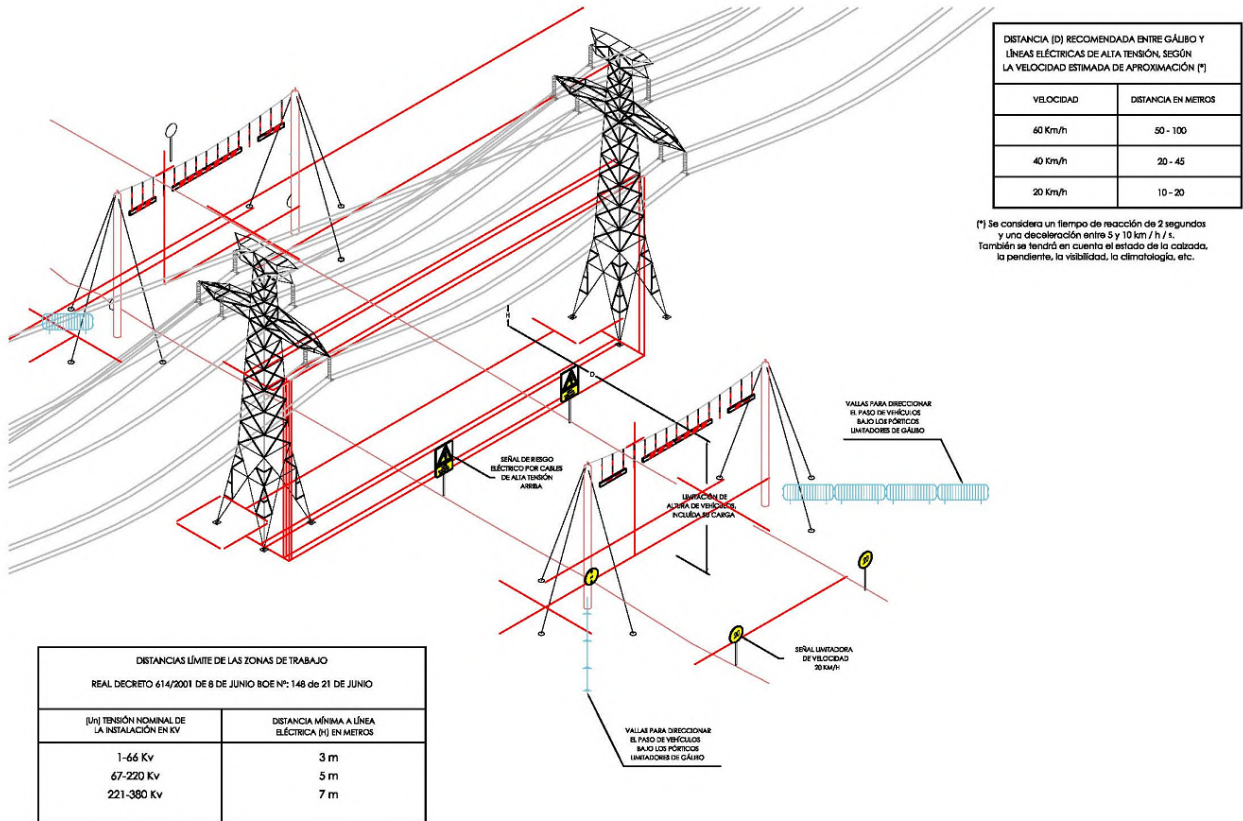 DISTANCIA (D) RECOMENDADA ENTRE GÁLIBO Y
LÍNEAS ELÉCTRICAS DE ALTA TENSIÓN, SEGÚN
LA VELOCIDAD ESTIMADA DE APROXIMACIÓN (*)
VELOCIDAD DISTANCIA EN METROS
60 Km/h 50 - 100
40 Km/h 20 - 45
20 Km/h 10 - 20
(*) Se considera un tiempo de reacción de 2 segundos
y una deceleración entre 5 y 10 km / h / s.
También se tendrá en cuenta el estado de la calzada,
la pendiente, la visibilidad, la climatología, etc.
H
D
VALLAS PARA DIRECCIONAR
EL PASO DE VEHÍCULOS
BAJO LOS PÓRTICOS
LIMITADORES DE GÁLIBO
SEÑAL DE RIESGO
ELÉCTRICO POR CABLES
DE ALTA TENSIÓN
ARRIBA
LIMITACIÓN DE
ALTURA DE VEHÍCULOS,
INCLUÍDA SU CARGA
SEÑAL LIMITADORA
DE VELOCIDAD
20 KM/H
VALLAS PARA DIRECCIONAR
EL PASO DE VEHÍCULOS
BAJO LOS PÓRTICOS
LIMITADORES DE GÁLIBO
DISTANCIAS LÍMITE DE LAS ZONAS DE TRABAJO
REAL DECRETO 614/2001 DE 8 DE JUNIO BOE Nº: 148 de 21 DE JUNIO
(Un) TENSIÓN NOMINAL DE
LA INSTALACIÓN EN KV
DISTANCIA MÍNIMA A LÍNEA
ELÉCTRICA (H) EN METROS
1-66 Kv 3 m
67-220 Kv 5 m
221-380 Kv 7 m